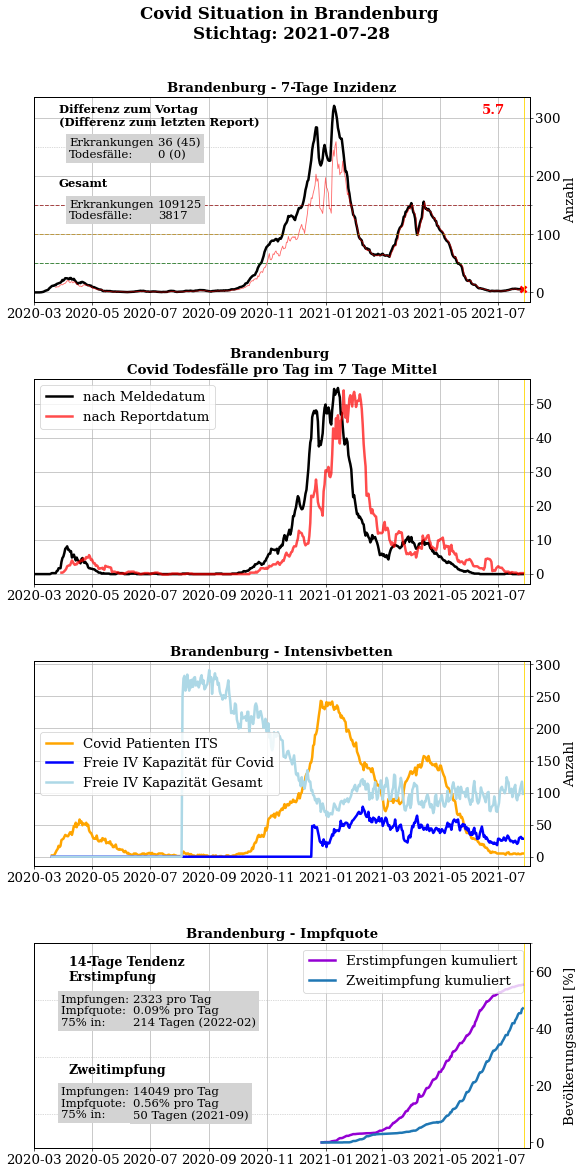 Covid Situation in Brandenburg
Stichtag: 2021-07-28
Brandenburg - 7-Tage Inzidenz
Differenz zum Vortag
(Differenz zum letzten Report)
Erkrankungen 36 (45)
Todesfälle: 0 (0)
Gesamt
Erkrankungen 109125
Todesfälle: 3817
5.7
300
200
100
0
Anzahl
2020-03 2020-05 2020-07 2020-09 2020-11 2021-01 2021-03 2021-05 2021-07
Brandenburg
Covid Todesfälle pro Tag im 7 Tage Mittel
nach Meldedatum
nach Reportdatum
50
40
30
20
10
0
2020-03 2020-05 2020-07 2020-09 2020-11 2021-01 2021-03 2021-05 2021-07
Brandenburg - Intensivbetten
Covid Patienten ITS
Freie IV Kapazität für Covid
Freie IV Kapazität Gesamt
300
250
200
150
100
50
0
Anzahl
2020-03 2020-05 2020-07 2020-09 2020-11 2021-01 2021-03 2021-05 2021-07
Brandenburg - Impfquote
14-Tage Tendenz
Erstimpfung
Impfungen: 2323 pro Tag
Impfquote: 0.09% pro Tag
75% in: 214 Tagen (2022-02)
Zweitimpfung
Impfungen: 14049 pro Tag
Impfquote: 0.56% pro Tag
75% in: 50 Tagen (2021-09)
Erstimpfungen kumuliert
Zweitimpfung kumuliert
60
40
20
0
Bevölkerungsanteil [%]
2020-03 2020-05 2020-07 2020-09 2020-11 2021-01 2021-03 2021-05 2021-07